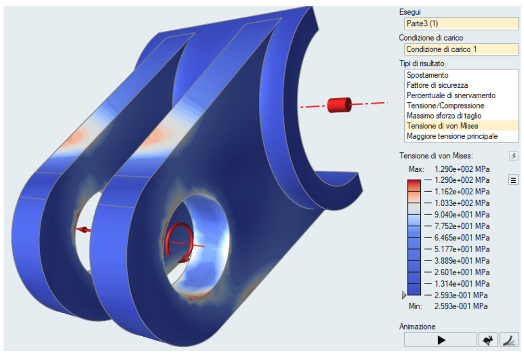 Esegui
Parte3 (1)
Condizione di carico
Condizione di carico 1
Tipi di risultato
Spostamento
Fattore di sicurezza
Percentuale di snervamento
Tensione/Compressione
Massimo sforzo di taglio
Tensione di von Mises
Maggiore tensione principale
Tensione di von Mises:
Max: 1.290e+002 MPa
1.290e+002 MPa
1.162e+002 MPa
1.033e+002 MPa
9.040e+001 MPa
7.752e+001 MPa
6.465e+001 MPa
5.177e+001 MPa
3.889e+001 MPa
2.601e+001 MPa
1.314e+001 MPa
2.593e-001 MPa
Min: 2.593e-001 MPa
Animazione